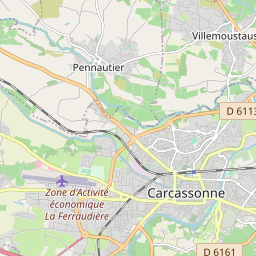 Villemoustaus
Pennautier
D 6113
Zone d'Activité
économique
La Ferraudière
Carcassonne
D 6161